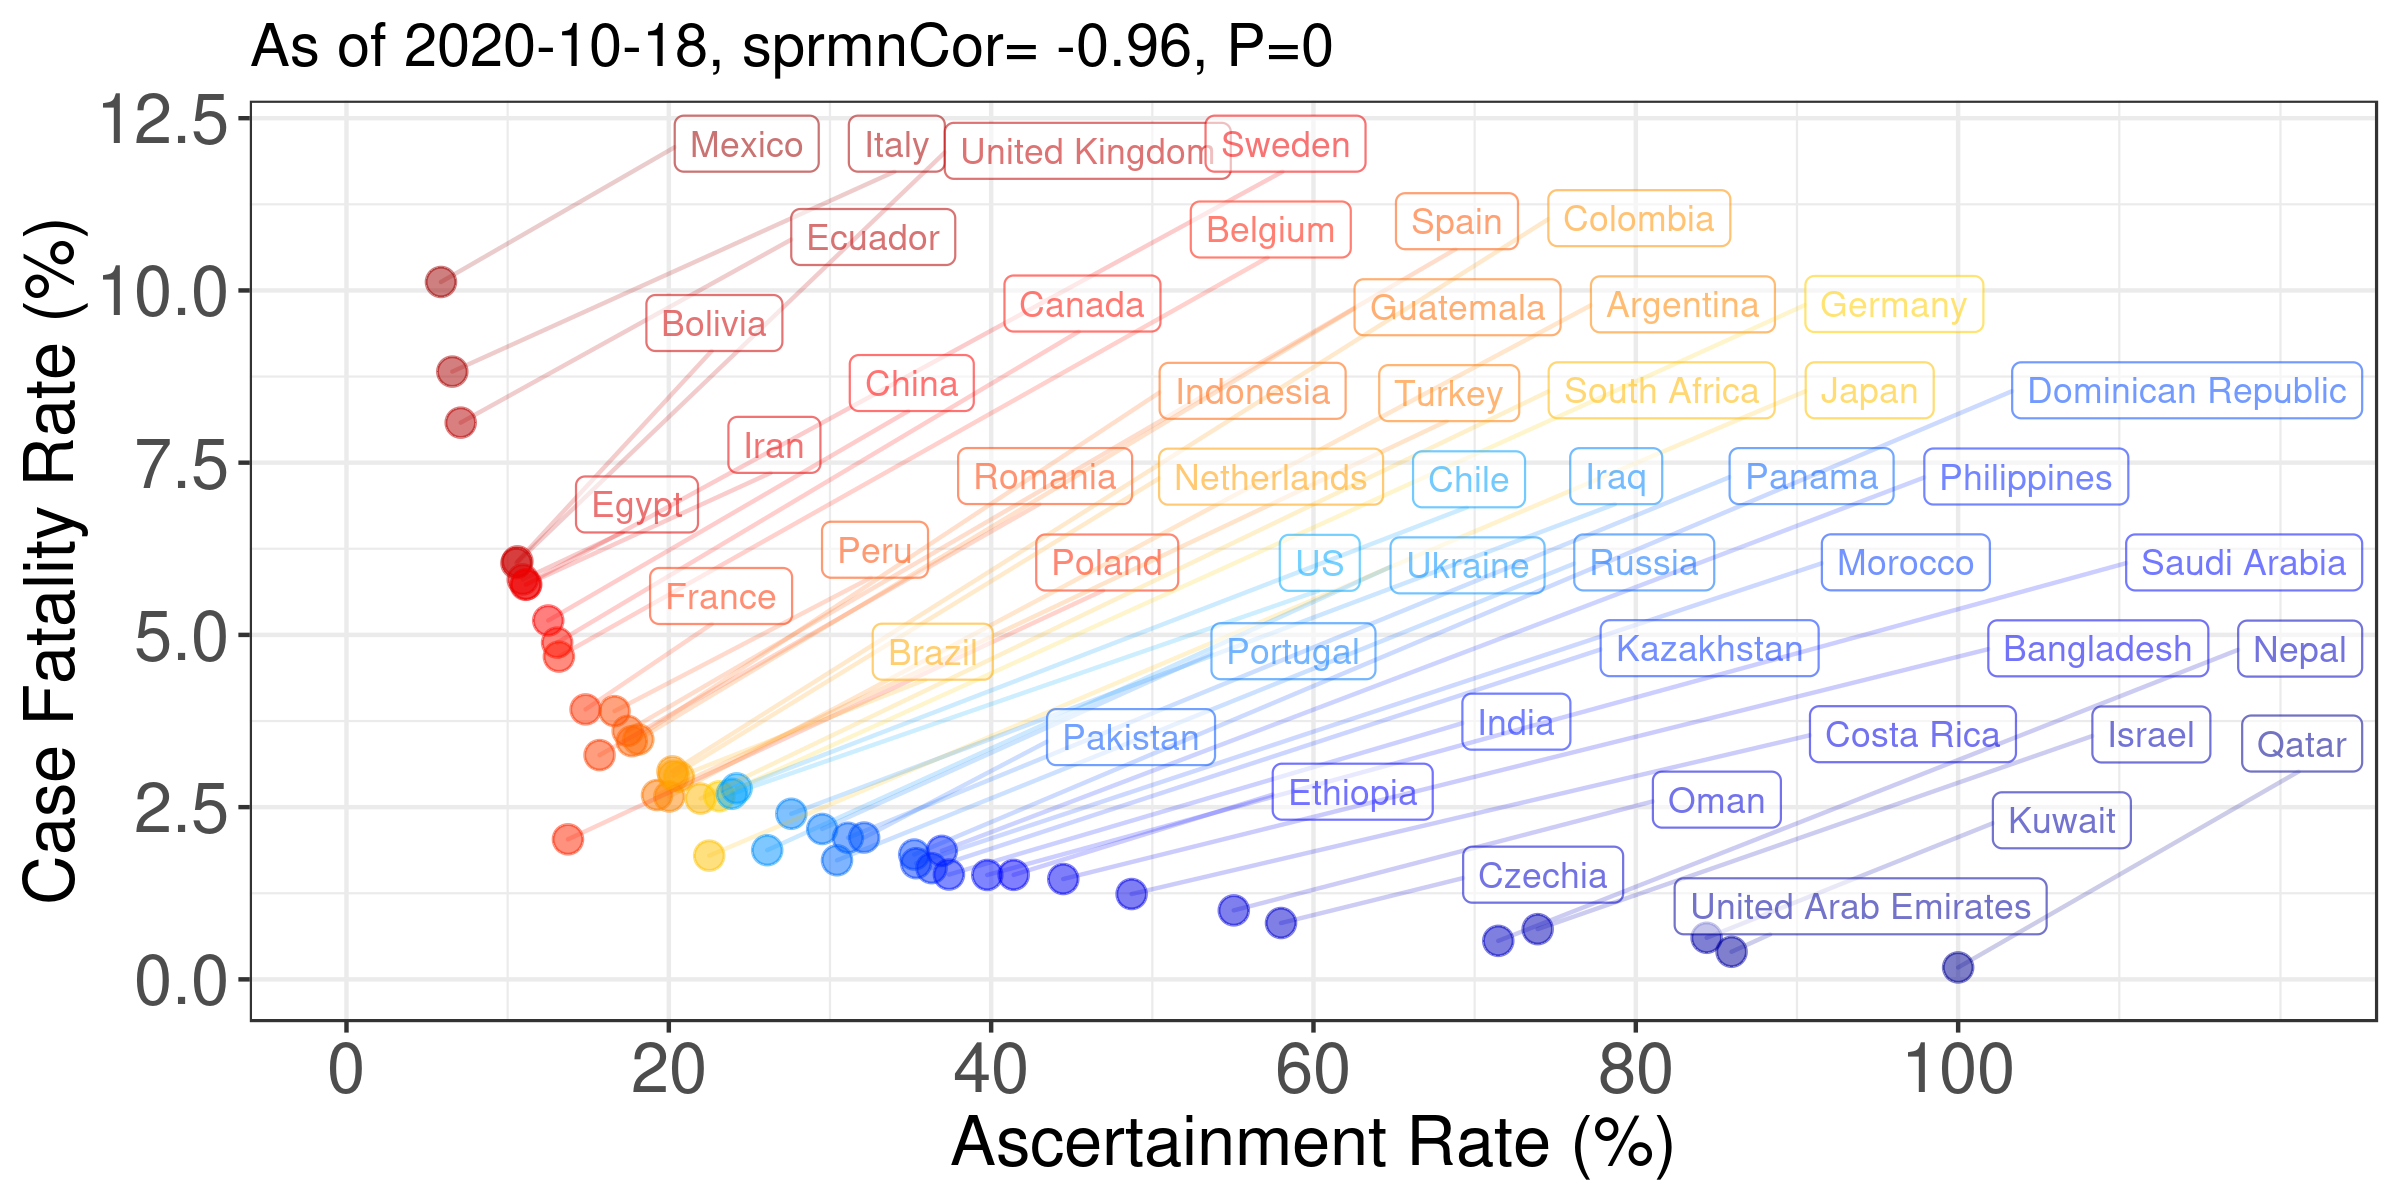 As of 2020-10-18, sprmnCor= -0.96, P=0
Case Fatality Rate (%)
12.5
10.0
7.5
5.0
2.5
0.0
Mexico
Italy
United Kingdom
Sweden
Ecuador
Belgium
Spain
Colombia
Bolivia
Canada
Guatemala
Argentina
Germany
China
Indonesia
Turkey
South Africa
Japan
Dominican Republic
Iran
Romania
Netherlands
Chile
Iraq
Panama
Philippines
Egypt
Peru
Poland
US
Ukraine
Russia
Morocco
Saudi Arabia
France
Brazil
Portugal
Kazakhstan
Bangladesh
Nepal
Pakistan
India
Costa Rica
Israel
Qatar
Ethiopia
Oman
Kuwait
Czechia
United Arab Emirates
0
20
40
60
80
100
Ascertainment Rate (%)